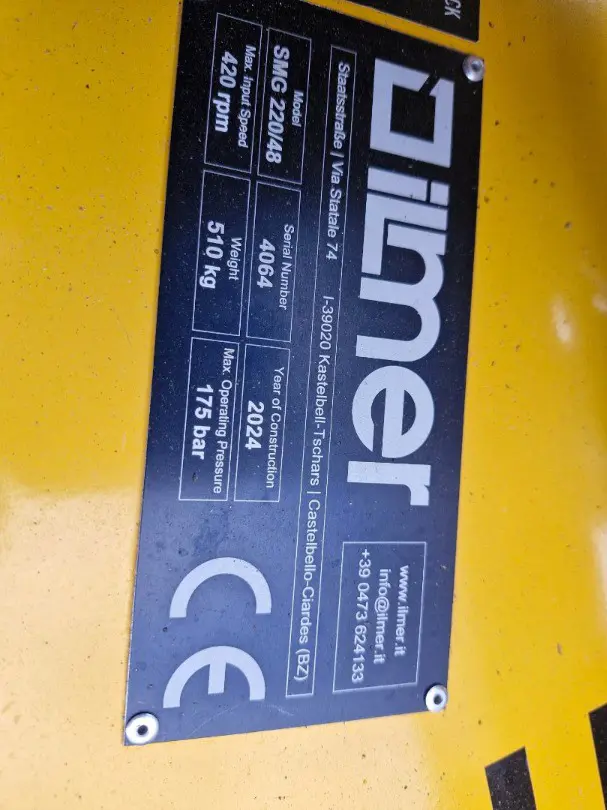 CK
ilmer
www.ilmer.it
info@ilmer.it
+39 0473 624133
Staatsstraße | Via Statale 74 I-39020 Kastelbell-Tschars | Castelbello-Ciardes (BZ)
Model
SMG 220/48
Serial Number
4064
Year of Construction
2024
Max. Input Speed
420 rpm
Weight
510 kg
Max. Operating Pressure
175 bar
CE